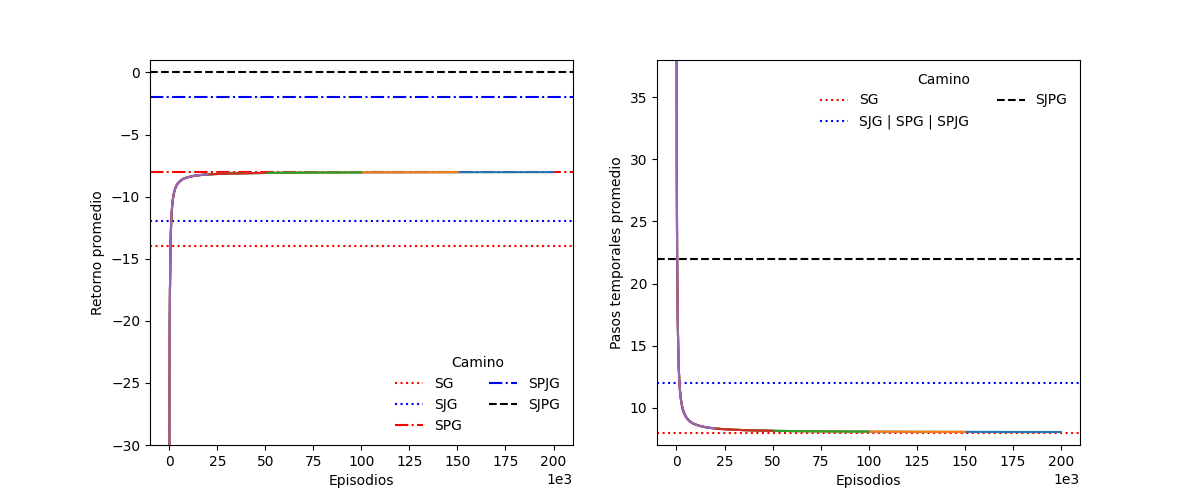 0
−5
−10
−15
−20
−25
−30
Retorno promedio
Camino
SG
SPJG
SJG
SJPG
SPG
0
25
50
75
100
125
150
175
200
1e3
Episodios
35
30
25
20
15
10
Pasos temporales promedio
Camino
SG
SJPG
SJG | SPG | SPJG
0
25
50
75
100
125
150
175
200
1e3
Episodios